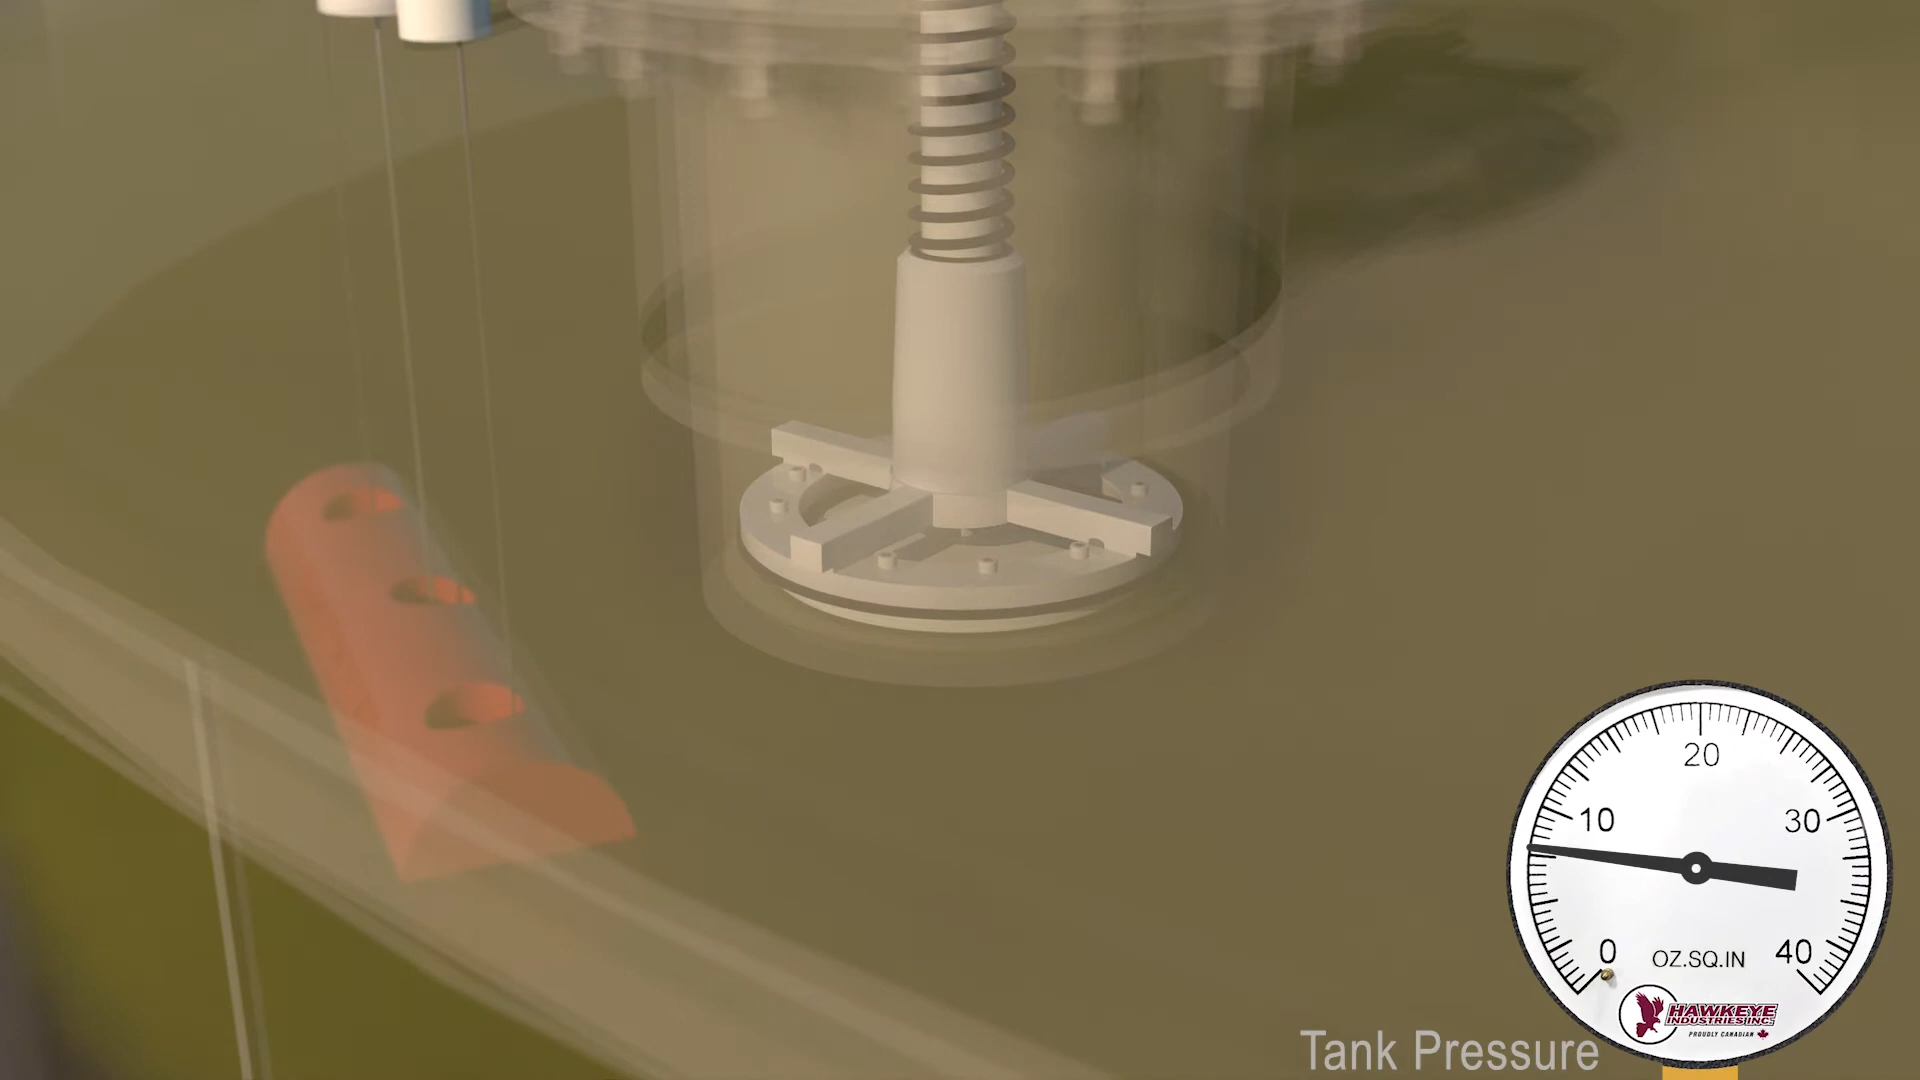 20
10 30
0 OZ.SQ.IN 40
HAWKEYE
INDUSTRIES INC.
PROUDLY CANADIAN
Tank Pressure